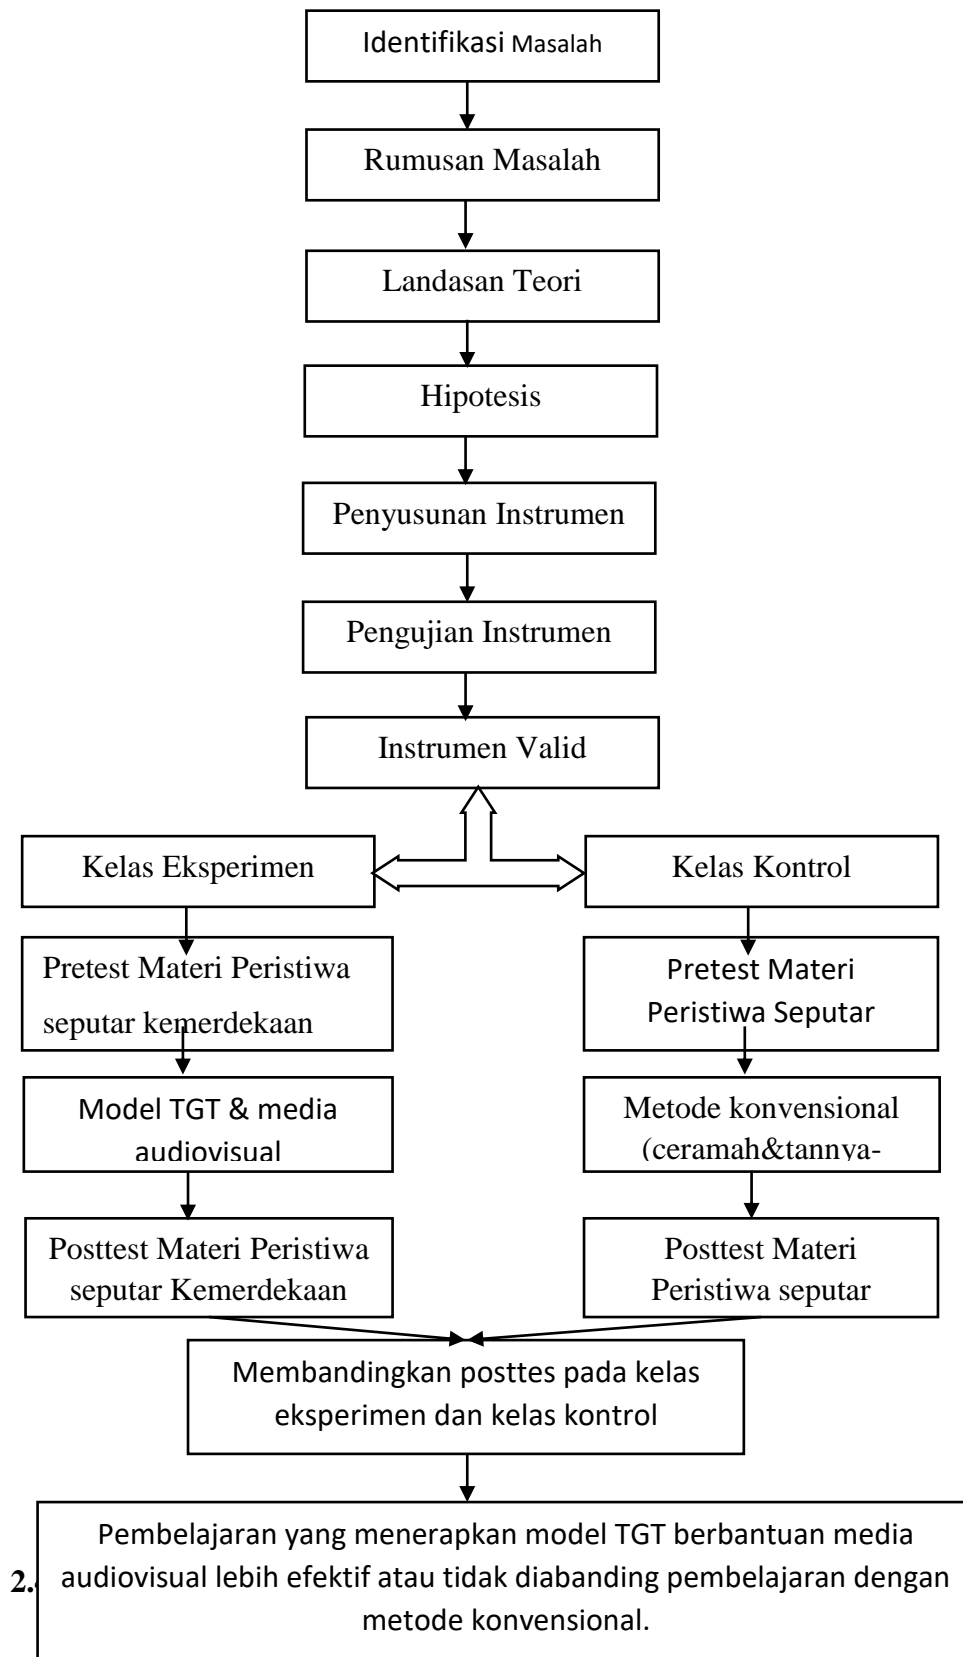 Identifikasi Masalah
Rumusan Masalah
Landasan Teori
Hipotesis
Penyusunan Instrumen
Pengujian Instrumen
Instrumen Valid
Kelas Eksperimen
Kelas Kontrol
Pretest Materi Peristiwa
seputar kemerdekaan
Pretest Materi
Peristiwa Seputar
Model TGT & media
audiovisual
Metode konvensional
(ceramah&tannya-
Posttest Materi Peristiwa
seputar Kemerdekaan
Posttest Materi
Peristiwa seputar
Membandingkan posttes pada kelas
eksperimen dan kelas kontrol
Pembelajaran yang menerapkan model TGT berbantuan media
2. audiovisual lebih efektif atau tidak diabanding pembelajaran dengan
metode konvensional.